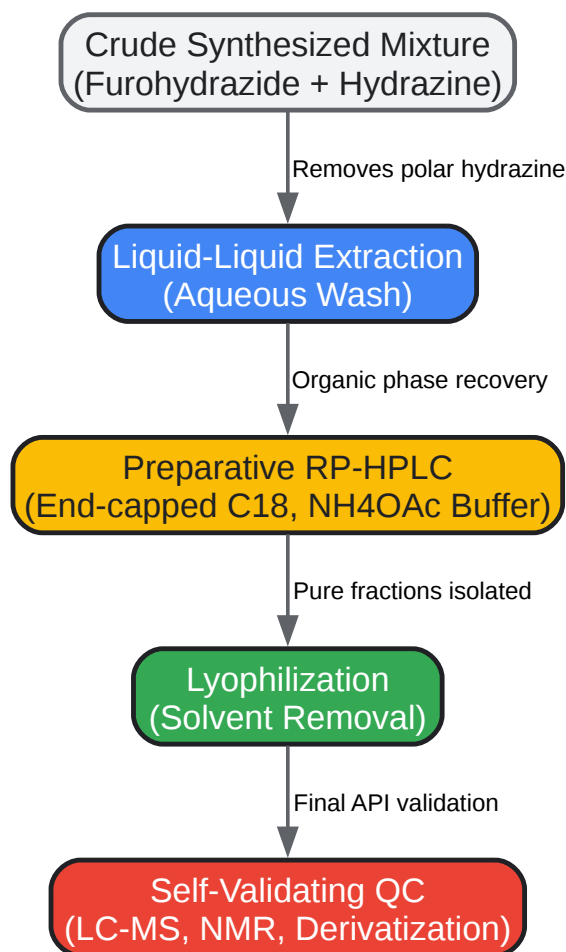 Crude Synthesized Mixture
(Furohydrazide + Hydrazine)
Removes polar hydrazine
Liquid-Liquid Extraction
(Aqueous Wash)
Organic phase recovery
Preparative RP-HPLC
(End-capped C18, NH4OAc Buffer)
Pure fractions isolated
Lyophilization
(Solvent Removal)
Final API validation
Self-Validating QC
(LC-MS, NMR, Derivatization)